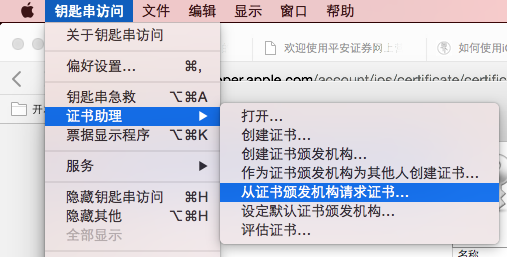 钥匙串访问 文件 编辑 显示 窗口 帮助
关于钥匙串访问
欢迎使用平安证券网上
如何使用iO
偏好设置... ⌘,
per.apple.com/account/ios/certificate/certific
钥匙串急救 ⌥⌘A
证书助理 ▶
票据显示程序 ⌥⌘K
服务 ▶
隐藏钥匙串访问 ⌘H
隐藏其他 ⌥⌘H
全部显示
打开...
创建证书...
创建证书颁发机构...
作为证书颁发机构为其他人创建证书...
从证书颁发机构请求证书...
设定默认证书颁发机构...
评估证书...
开
名称